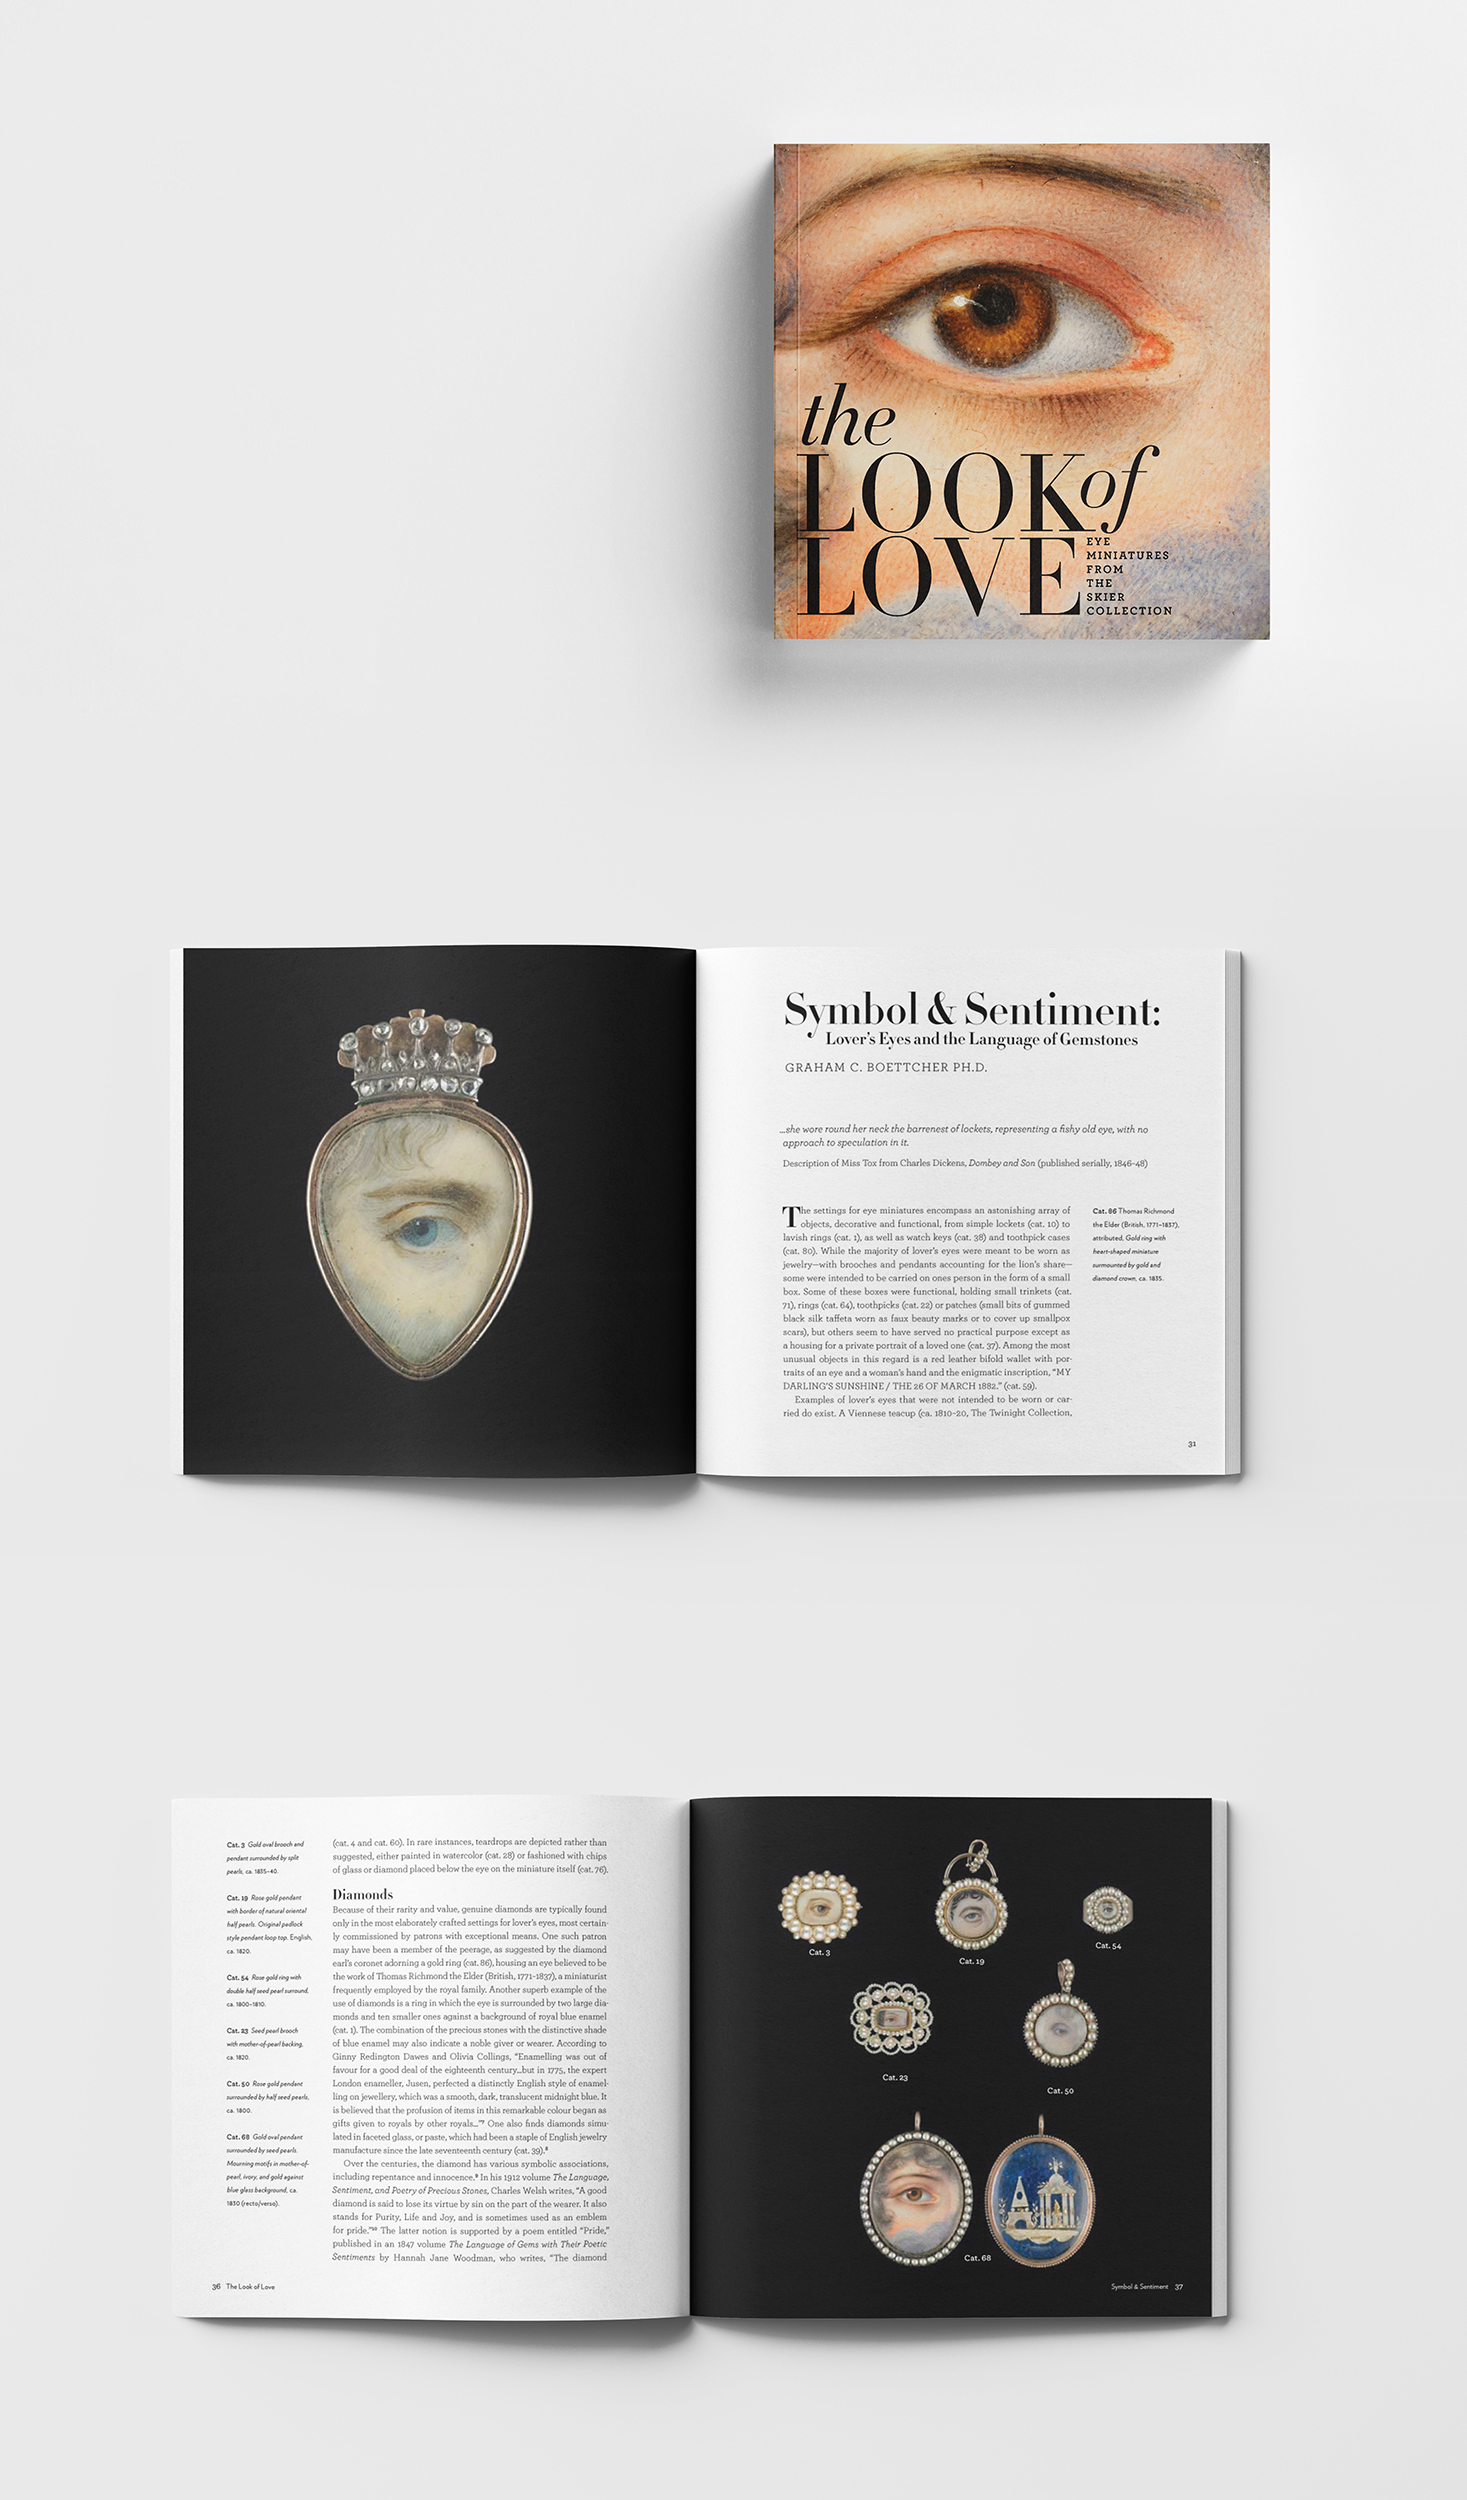 the
LOOK of
LOVE
EYE
MINIATURES
FROM
THE
SKIER
COLLECTION
Symbol & Sentiment:
Lover's Eyes and the Language of Gemstones
GRAHAM C. BOETTCHER PH.D.
...she wore round her neck the barrenest of lockets, representing a fishy old eye, with no
approach to speculation in it.
Description of Miss Tox from Charles Dickens, Dombey and Son (published serially, 1846–48)
The settings for eye miniatures encompass an astonishing array of
objects, decorative and functional, from simple lockets (cat. 10) to
lavish rings (cat. 1), as well as watch keys (cat. 38) and toothpick cases
(cat. 80). While the majority of lover's eyes were meant to be worn as
jewelry—with brooches and pendants accounting for the lion's share—
some were intended to be carried on ones person in the form of a small
box. Some of these boxes were functional, holding small trinkets (cat.
71), rings (cat. 64), toothpicks (cat. 22) or patches (small bits of gummed
black silk taffeta worn as faux beauty marks or to cover up smallpox
scars), but others seem to have served no practical purpose except as
a housing for a private portrait of a loved one (cat. 37). Among the most
unusual objects in this regard is a red leather bifold wallet with por-
traits of an eye and a woman's hand and the enigmatic inscription, "MY
DARLING'S SUNSHINE / THE 26 OF MARCH 1882." (cat. 59).
Examples of lover's eyes that were not intended to be worn or car-
ried do exist. A Viennese teacup (ca. 1810–20, The Twinight Collection,
Cat. 86 Thomas Richmond
the Elder (British, 1771–1837),
attributed, Gold ring with
heart-shaped miniature
surmounted by gold and
diamond crown, ca. 1835.
31
Cat. 3 Gold oval brooch and
pendant surrounded by split
pearls, ca. 1835–40.
Cat. 19 Rose gold pendant
with border of natural oriental
half pearls. Original padlock
style pendant loop top. English,
ca. 1820.
Cat. 54 Rose gold ring with
double half seed pearl surround,
ca. 1800–1810.
Cat. 23 Seed pearl brooch
with mother-of-pearl backing,
ca. 1820.
Cat. 50 Rose gold pendant
surrounded by half seed pearls,
ca. 1800.
Cat. 68 Gold oval pendant
surrounded by seed pearls.
Mourning motifs in mother-of-
pearl, ivory, and gold against
blue glass background, ca.
1830 (recto/verso).
(cat. 4 and cat. 60). In rare instances, teardrops are depicted rather than
suggested, either painted in watercolor (cat. 28) or fashioned with chips
of glass or diamond placed below the eye on the miniature itself (cat. 76).
Diamonds
Because of their rarity and value, genuine diamonds are typically found
only in the most elaborately crafted settings for lover's eyes, most certain-
ly commissioned by patrons with exceptional means. One such patron
may have been a member of the peerage, as suggested by the diamond
earl's coronet adorning a gold ring (cat. 86), housing an eye believed to be
the work of Thomas Richmond the Elder (British, 1771–1837), a miniaturist
frequently employed by the royal family. Another superb example of the
use of diamonds is a ring in which the eye is surrounded by two large dia-
monds and ten smaller ones against a background of royal blue enamel
(cat. 1). The combination of the precious stones with the distinctive shade
of blue enamel may also indicate a noble giver or wearer. According to
Ginny Redington Dawes and Olivia Collings, "Enamelling was out of
favour for a good deal of the eighteenth century...but in 1775, the expert
London enameller, Jusen, perfected a distinctly English style of enamel-
ling on jewellery, which was a smooth, dark, translucent midnight blue. It
is believed that the profusion of items in this remarkable colour began as
gifts given to royals by other royals..."7 One also finds diamonds simu-
lated in faceted glass, or paste, which had been a staple of English jewelry
manufacture since the late seventeenth century (cat. 39).8
Over the centuries, the diamond has various symbolic associations,
including repentance and innocence.9 In his 1912 volume The Language,
Sentiment, and Poetry of Precious Stones, Charles Welsh writes, "A good
diamond is said to lose its virtue by sin on the part of the wearer. It also
stands for Purity, Life and Joy, and is sometimes used as an emblem
for pride."10 The latter notion is supported by a poem entitled "Pride,"
published in an 1847 volume The Language of Gems with Their Poetic
Sentiments by Hannah Jane Woodman, who writes, "The diamond
36 The Look of Love
Cat. 3
Cat. 19
Cat. 54
Cat. 23
Cat. 50
Cat. 68
Symbol & Sentiment 37